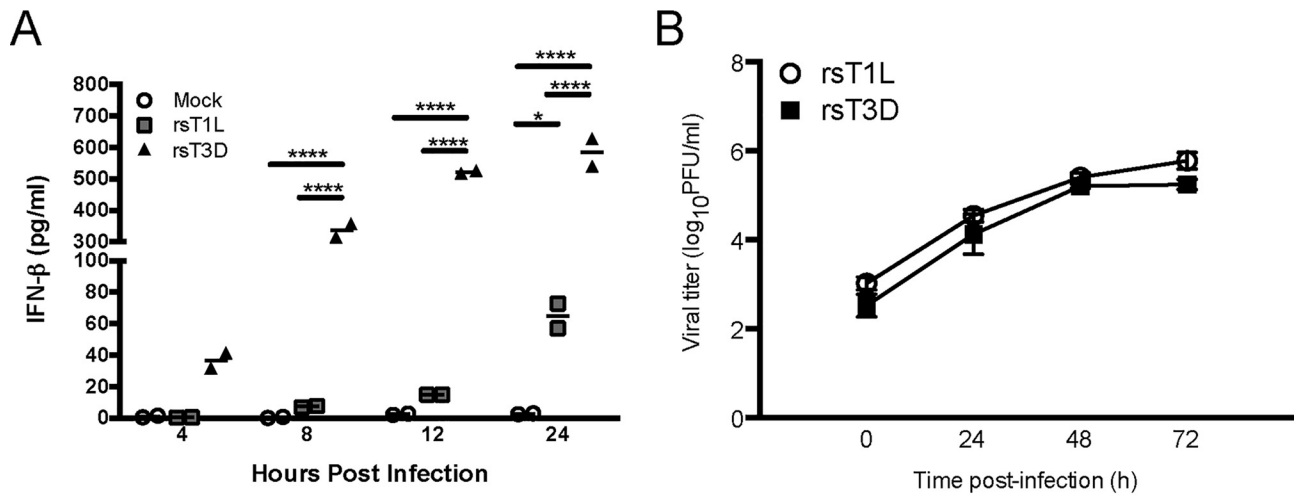 A
IFN-β (pg/ml)
800
700
600
500
400
300
100
80
60
40
20
0
Mock
rsT1L
rsT3D
****
****
****
****
****
****
*
4
8
12
24
Hours Post Infection
B
Viral titer (log10PFU/ml)
8
6
4
2
0
rsT1L
rsT3D
0
24
48
72
Time post-infection (h)